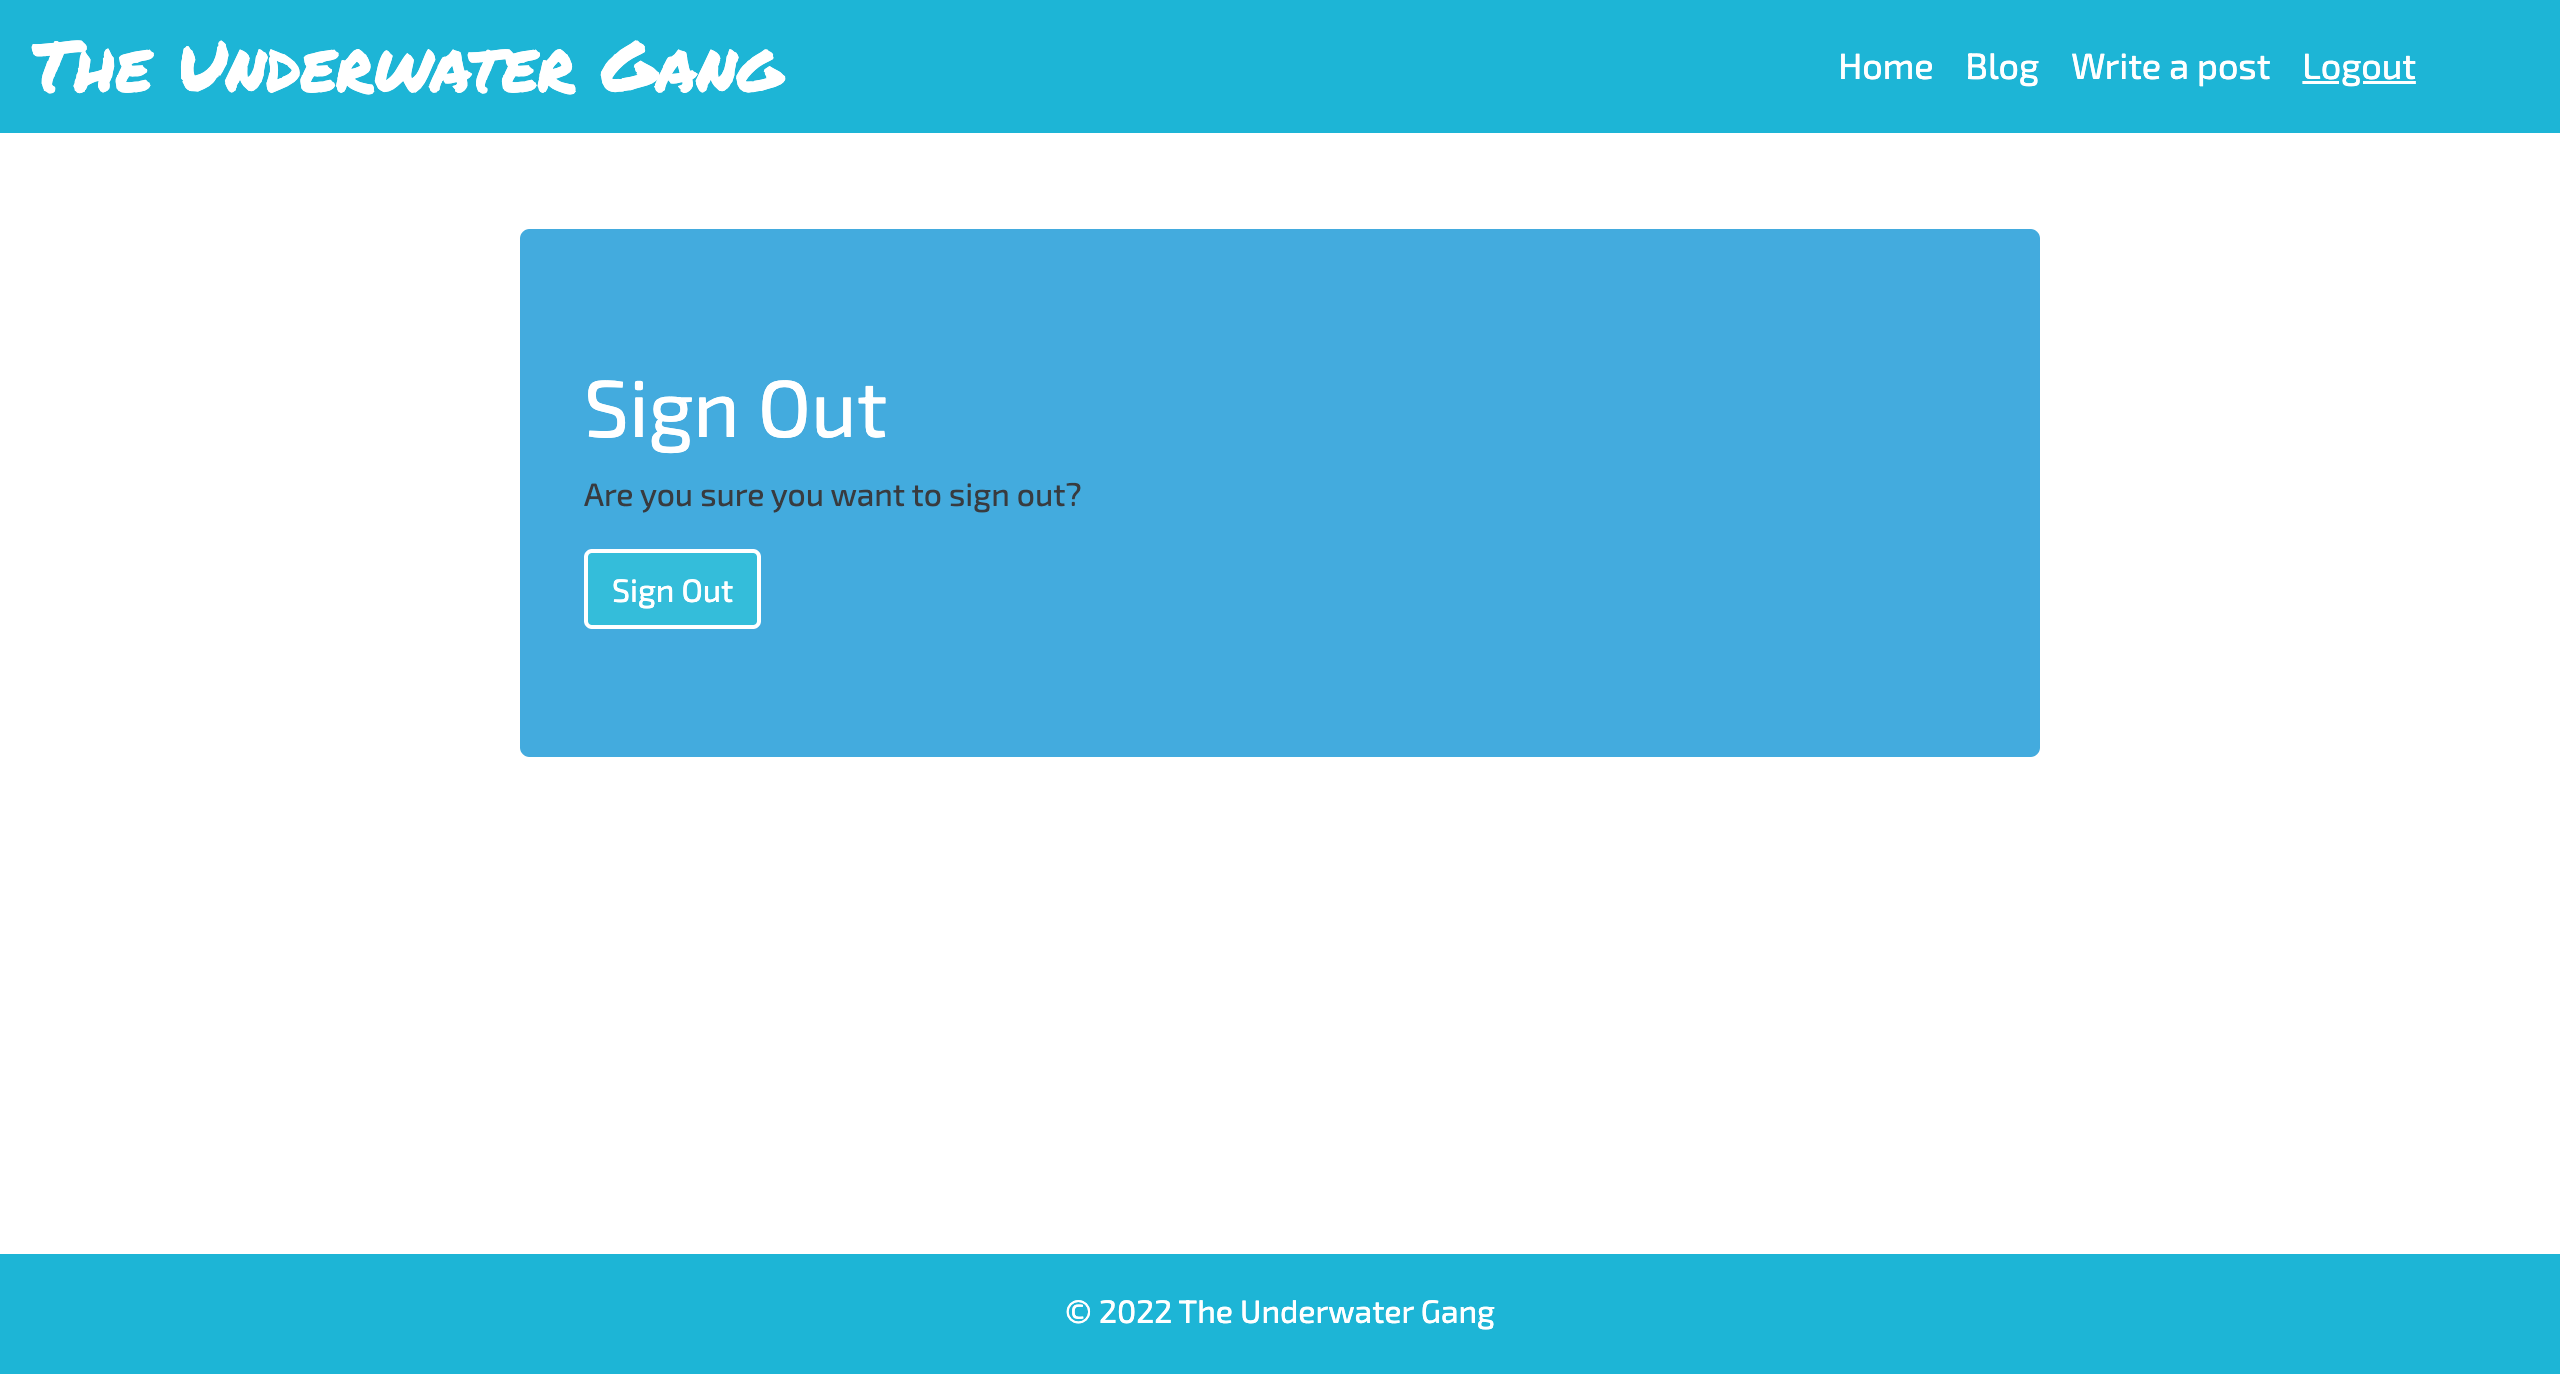 The Underwater Gang
Home Blog Write a post Logout
Sign Out
Are you sure you want to sign out?
Sign Out
© 2022 The Underwater Gang